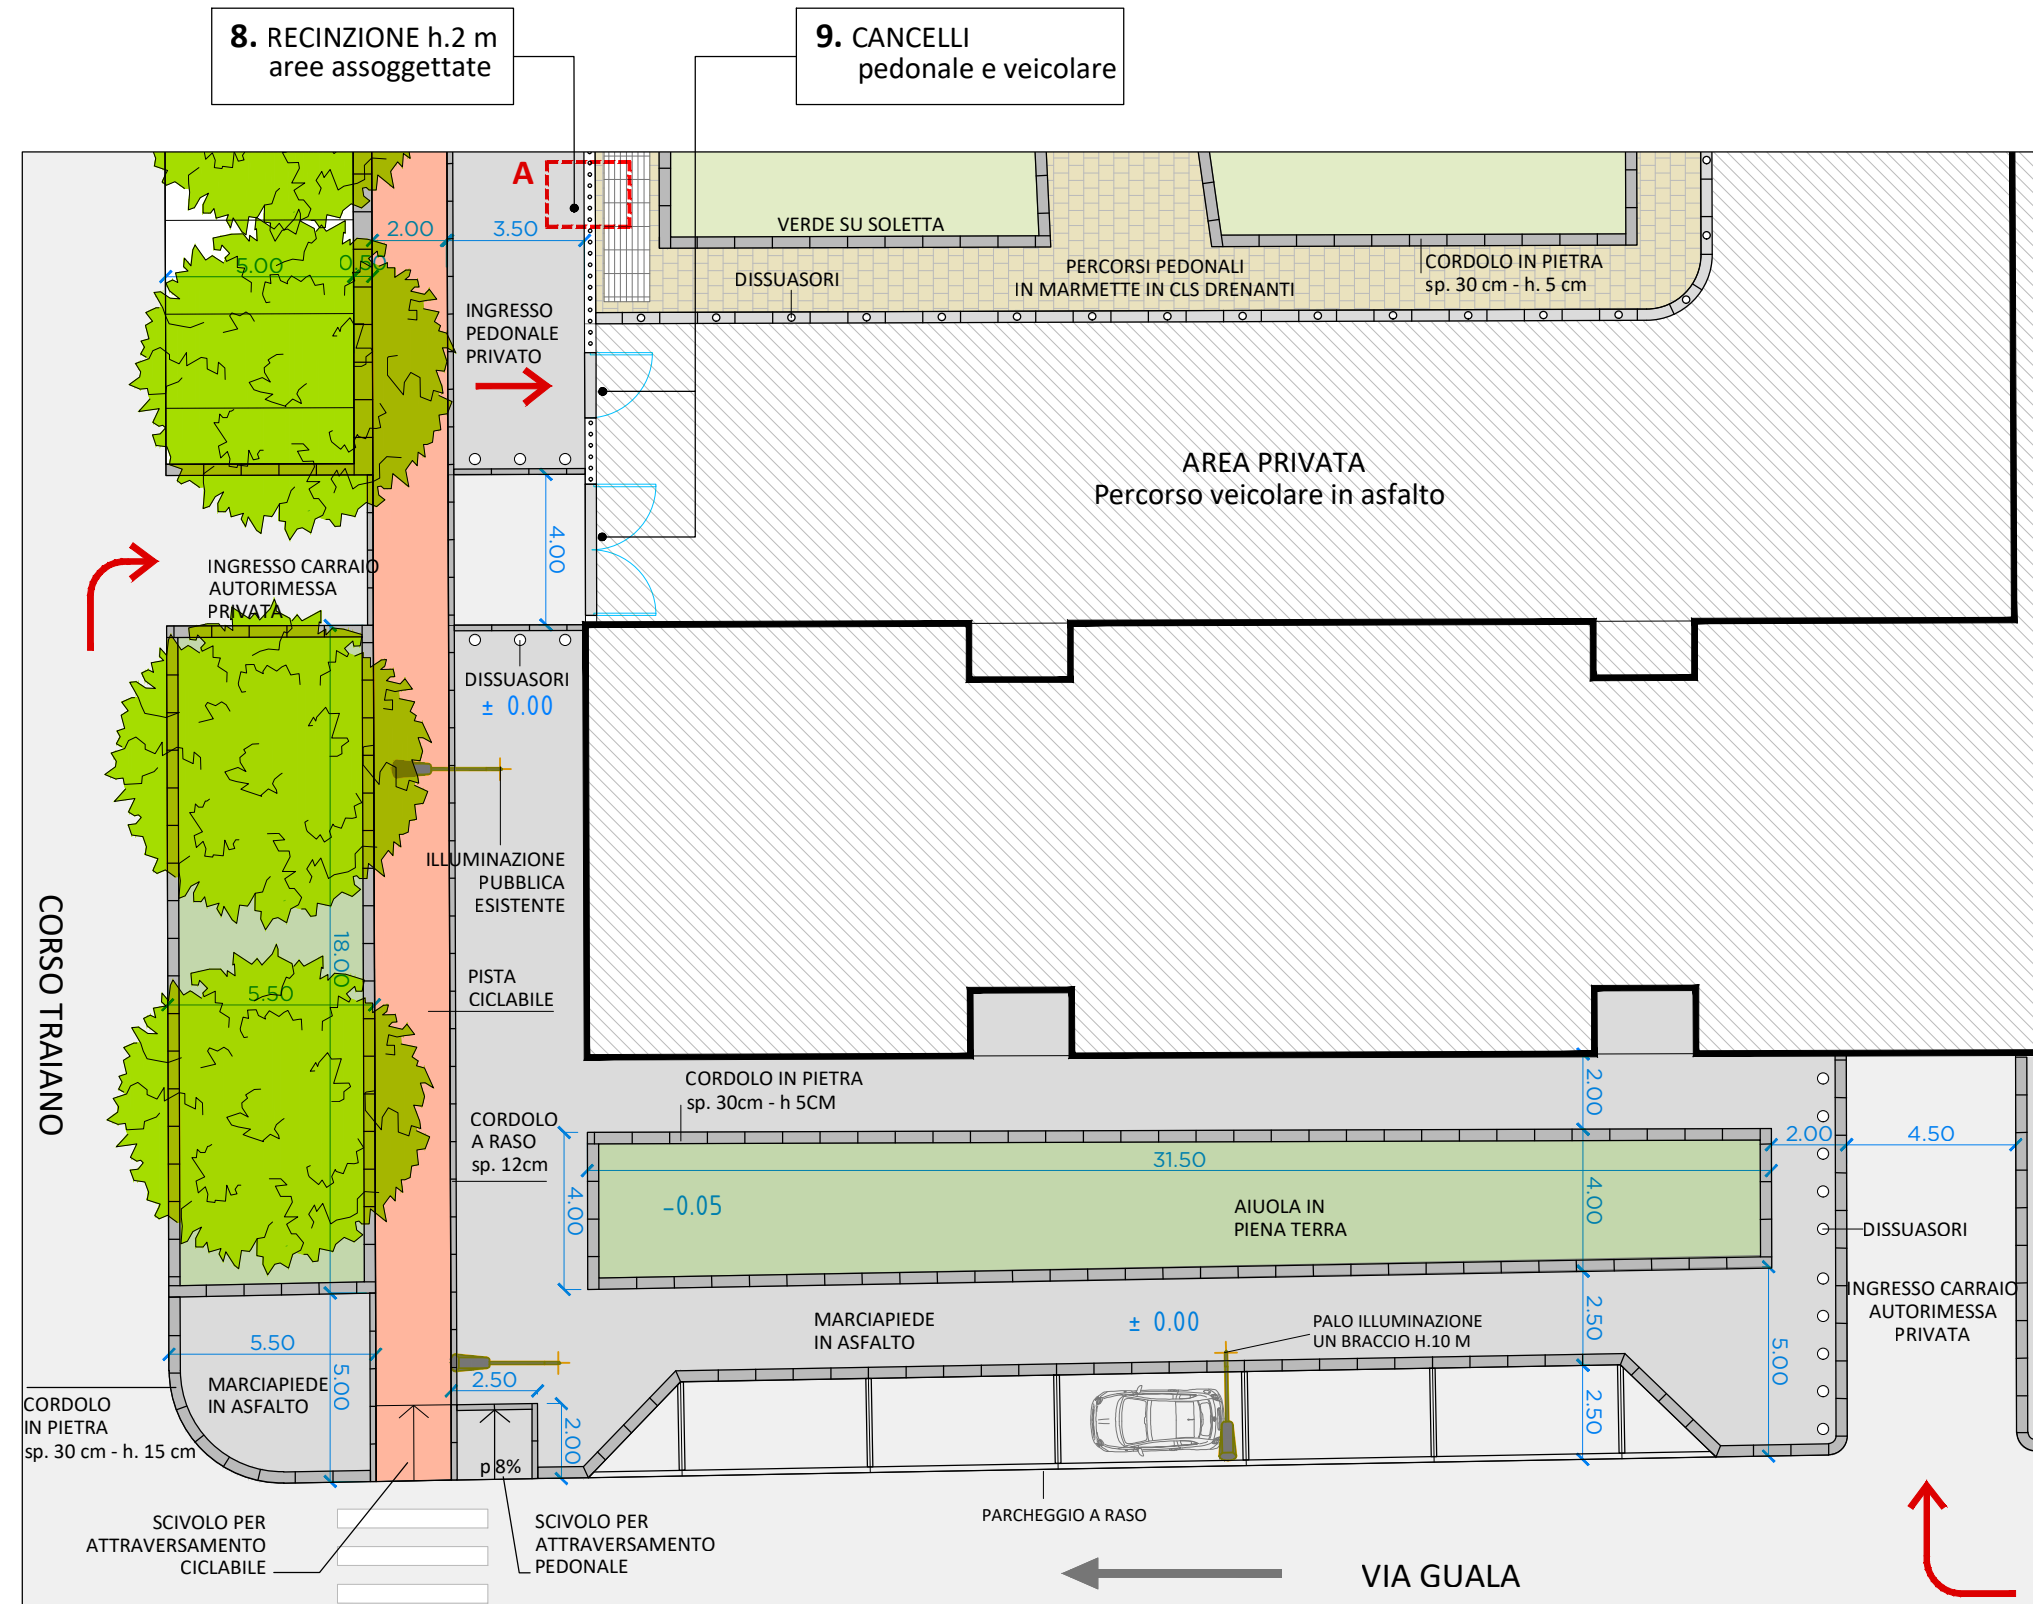 8. RECINZIONE h.2 m
aree assoggettate
9. CANCELLI
pedonale e veicolare
A
2.00
3.50
5.00
0.50
VERDE SU SOLETTA
DISSUASORI
PERCORSI PEDONALI
IN MARMETTE IN CLS DRENANTI
CORDOLO IN PIETRA
sp. 30 cm - h. 5 cm
INGRESSO
PEDONALE
PRIVATO
AREA PRIVATA
Percorso veicolare in asfalto
4.00
INGRESSO CARRAIO
AUTORIMESSA
PRIVATA
DISSUASORI
± 0.00
ILLUMINAZIONE
PUBBLICA
ESISTENTE
CORSO TRAIANO
18.00
5.50
PISTA
CICLABILE
CORDOLO IN PIETRA
sp. 30cm - h 5CM
2.00
CORDOLO
A RASO
sp. 12cm
2.00
4.50
31.50
4.00
-0.05
AIUOLA IN
PIENA TERRA
4.00
DISSUASORI
INGRESSO CARRAIO
AUTORIMESSA
PRIVATA
MARCIAPIEDE
IN ASFALTO
± 0.00
PALO ILLUMINAZIONE
UN BRACCIO H.10 M
2.50
5.00
5.50
5.00
MARCIAPIEDE
IN ASFALTO
2.50
2.00
2.50
CORDOLO
IN PIETRA
sp. 30 cm - h. 15 cm
p 8%
PARCHEGGIO A RASO
SCIVOLO PER
ATTRAVERSAMENTO
CICLABILE
SCIVOLO PER
ATTRAVERSAMENTO
PEDONALE
VIA GUALA